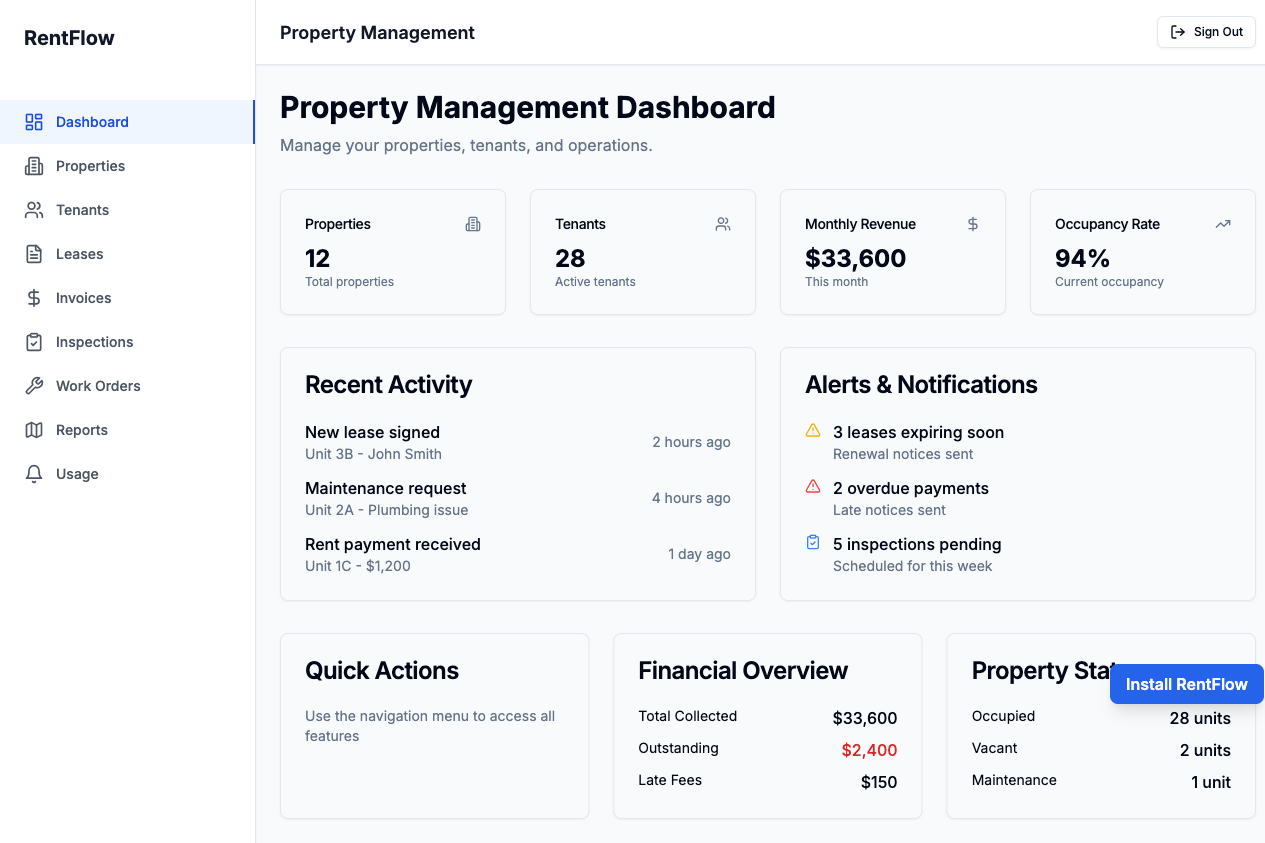 RentFlow
Property Management
Sign Out
Dashboard
Properties
Tenants
Leases
Invoices
Inspections
Work Orders
Reports
Usage
Property Management Dashboard
Manage your properties, tenants, and operations.
Properties
12
Total properties
Tenants
28
Active tenants
Monthly Revenue
$33,600
This month
Occupancy Rate
94%
Current occupancy
Recent Activity
New lease signed
Unit 3B - John Smith
2 hours ago
Maintenance request
Unit 2A - Plumbing issue
4 hours ago
Rent payment received
Unit 1C - $1,200
1 day ago
Alerts & Notifications
3 leases expiring soon
Renewal notices sent
2 overdue payments
Late notices sent
5 inspections pending
Scheduled for this week
Quick Actions
Use the navigation menu to access all
features
Financial Overview
Total Collected $33,600
Outstanding $2,400
Late Fees $150
Property
Install RentFlow
Occupied 28 units
Vacant 2 units
Maintenance 1 unit